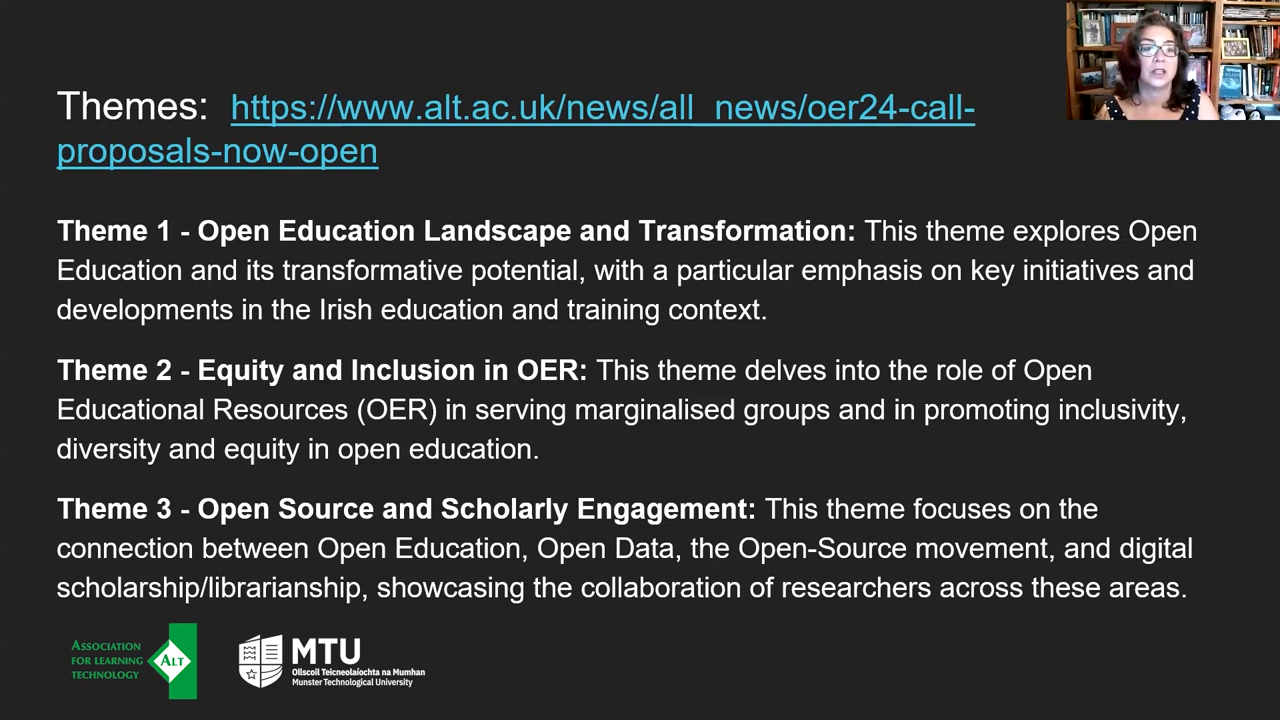 Themes: https://www.alt.ac.uk/news/all_news/oer24-call-
proposals-now-open
Theme 1 - Open Education Landscape and Transformation: This theme explores Open
Education and its transformative potential, with a particular emphasis on key initiatives and
developments in the Irish education and training context.
Theme 2 - Equity and Inclusion in OER: This theme delves into the role of Open
Educational Resources (OER) in serving marginalised groups and in promoting inclusivity,
diversity and equity in open education.
Theme 3 - Open Source and Scholarly Engagement: This theme focuses on the
connection between Open Education, Open Data, the Open-Source movement, and digital
scholarship/librarianship, showcasing the collaboration of researchers across these areas.
ASSOCIATION
FOR LEARNING
TECHNOLOGY
ALT
MTU
Ollscoil Teicneolaíochta na Mumhan
Munster Technological University